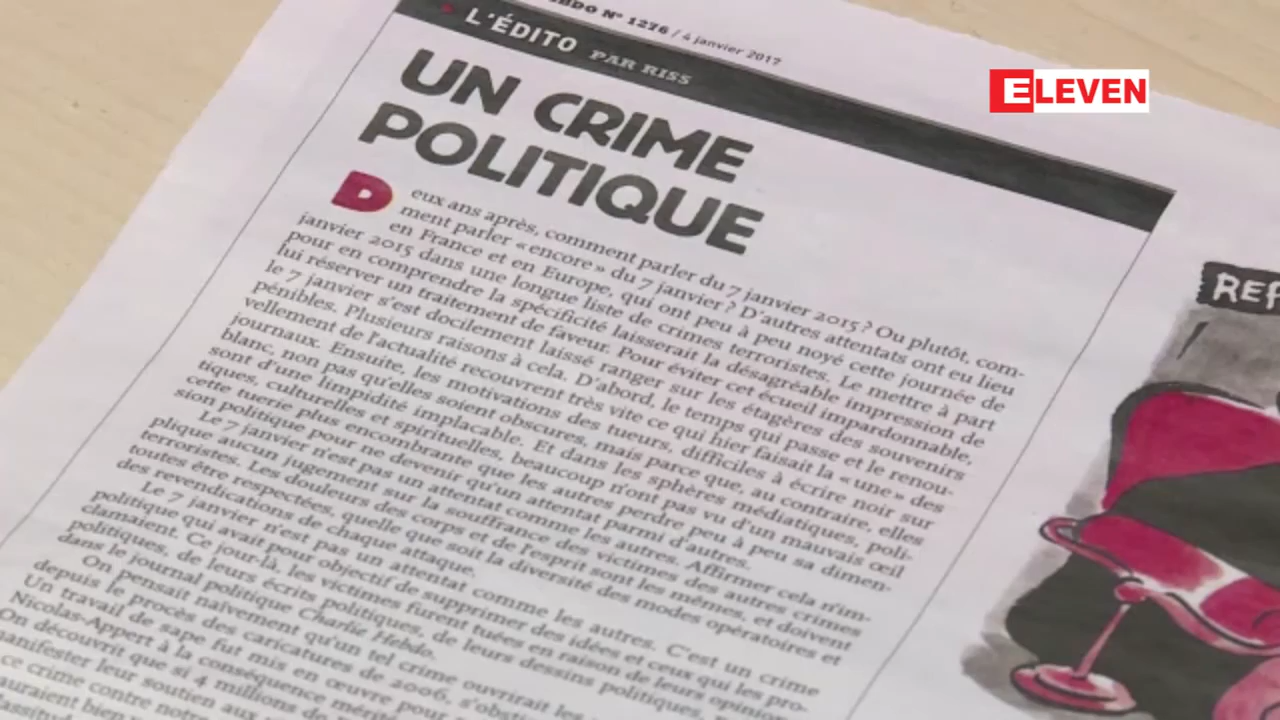 BDO N° 1276 / 4 janvier 2017
ELEVEN
L'ÉDITO PAR RISS
UN CRIME
POLITIQUE
Deux ans après, comment parler du 7 janvier 2015? Ou plutôt, com-
ment parler «encore» du 7 janvier? D'autres attentats ont eu lieu
en France et en Europe, qui ont peu à peu noyé cette journée de
janvier 2015 dans une longue liste de crimes terroristes. Le mettre à part
pour en comprendre la spécificité laisserait la désagréable impression de
lui réserver un traitement de faveur. Pour éviter cet écueil impardonnable,
le 7 janvier s'est docilement laissé ranger sur les étagères des souvenirs
pénibles. Plusieurs raisons à cela. D'abord, le temps qui passe et le renou-
vellement de l'actualité recouvrent très vite ce qui hier faisait la «une» des
journaux. Ensuite, les motivations des tueurs, difficiles à écrire noir sur
blanc, non pas qu'elles soient obscures, mais parce que, au contraire, elles
sont d'une limpidité implacable. Et dans les sphères médiatiques, poli-
tiques, culturelles et spirituelles, beaucoup n'ont pas vu d'un mauvais œil
cette tuerie plus encombrante que les autres perdre peu à peu sa dimen-
sion politique pour ne devenir qu'un attentat parmi d'autres.
Le 7 janvier n'est pas un attentat comme les autres. Affirmer cela n'im-
plique aucun jugement sur la souffrance des victimes des autres crimes
terroristes. Les douleurs des corps et de l'esprit sont les mêmes, et doivent
toutes être respectées, quelle que soit la diversité des modes opératoires et
des revendications de chaque attaque.
Le 7 janvier n'est pas un attentat comme les autres. C'est un crime
politique qui avait pour objectif de supprimer des idées et ceux qui les pro-
clamaient. Ce jour-là, les victimes furent tuées en raison de leurs opinions
politiques, de leurs écrits politiques, de leurs dessins politiques,
dans le journal politique Charlie Hebdo.
On pensait naïvement qu'un tel crime ouvrirait les
depuis le procès des caricatures de 2006, s'obstin
Un travail de sape fut mis en œuvre pour
Nicolas-Appert à la conséquence mérit
On découvrit que si 4 millions de
manifester leur soutien aux
ce crime contre notre
auraient bien
REF